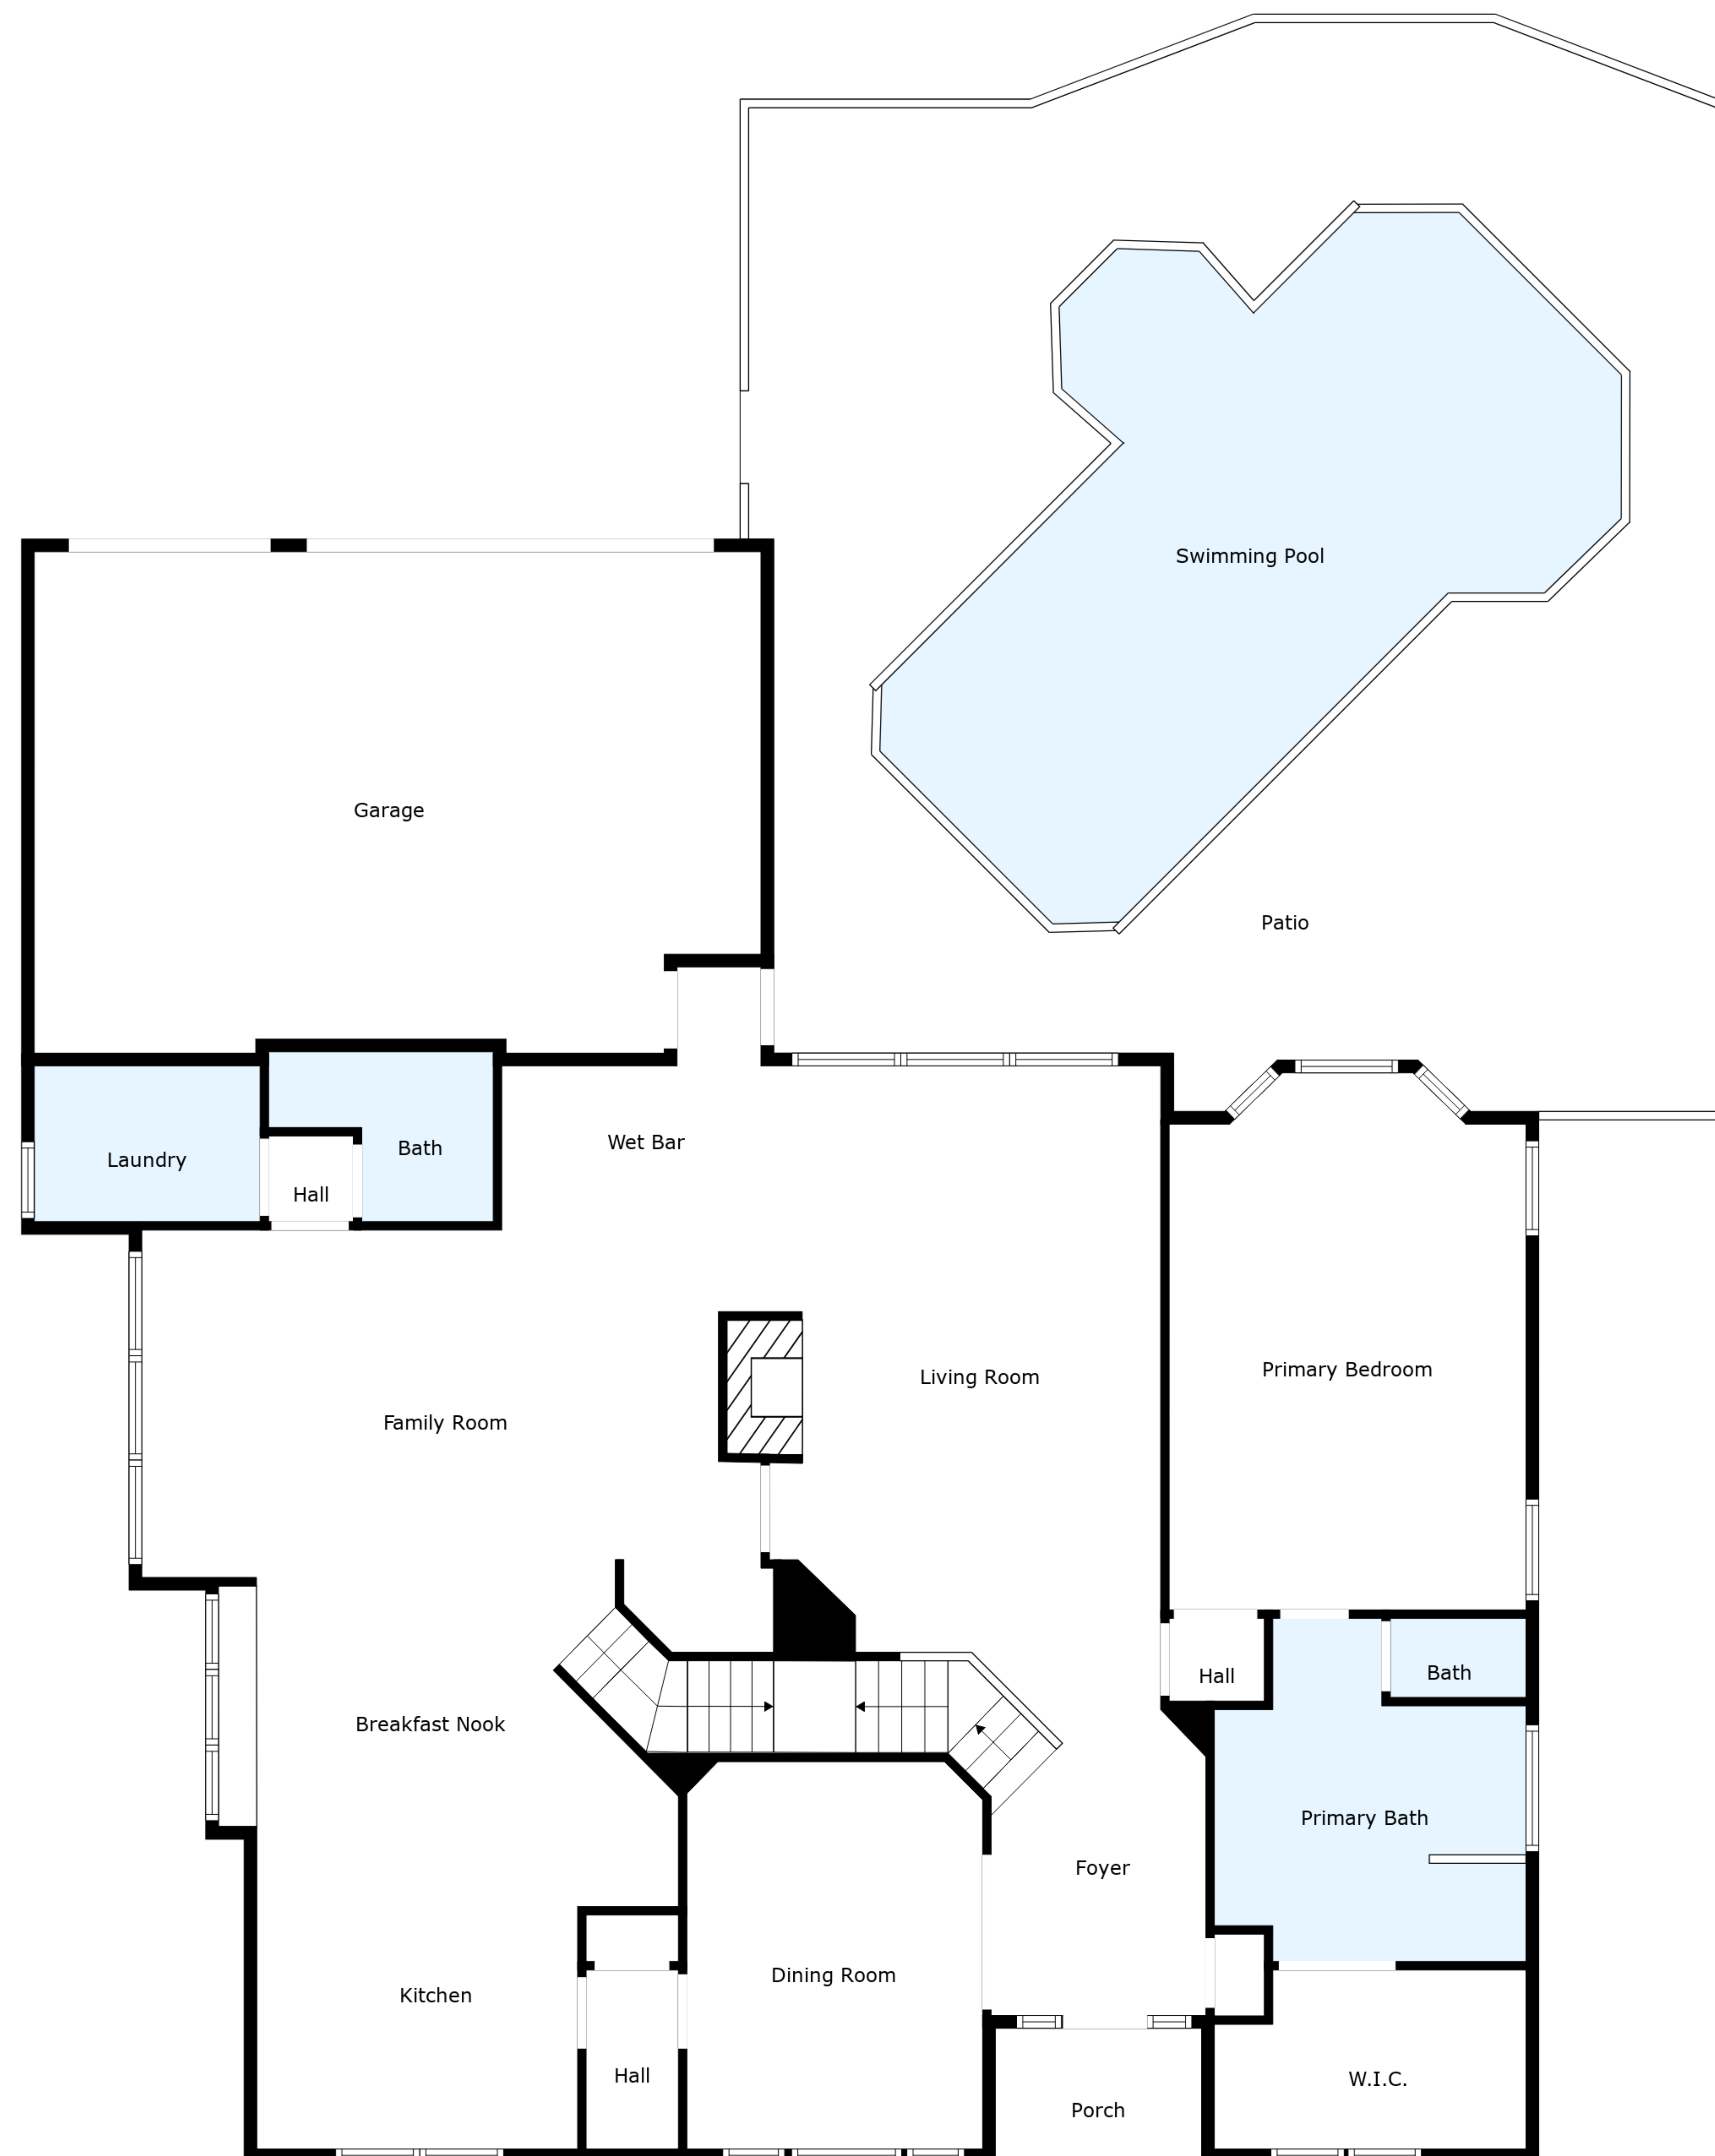 Swimming Pool
Garage
Patio
Wet Bar
Bath
Laundry
Hall
Primary Bedroom
Living Room
Family Room
Bath
Hall
Breakfast Nook
Primary Bath
Foyer
Dining Room
Kitchen
Hall
W.I.C.
Porch